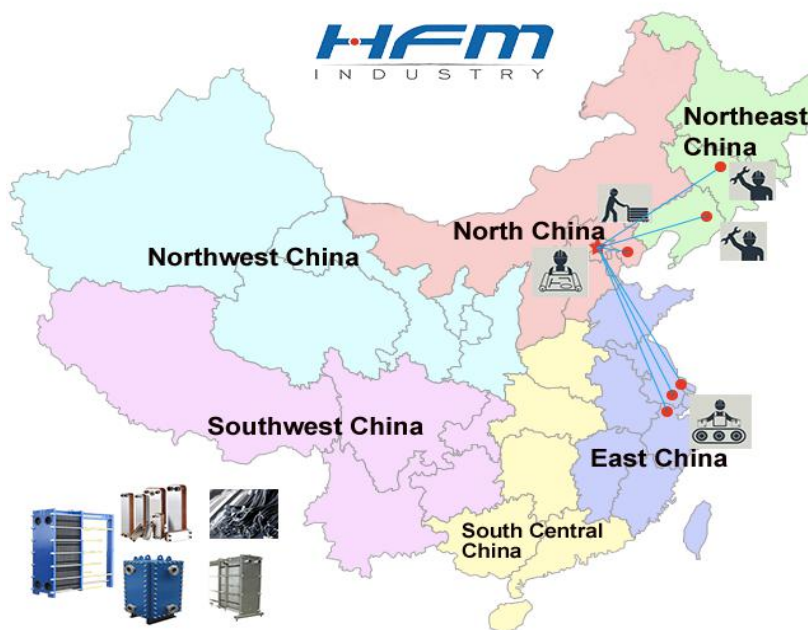 HFM
INDUSTRY
Northeast
China
North China
Northwest China
Southwest China
East China
South Central
China